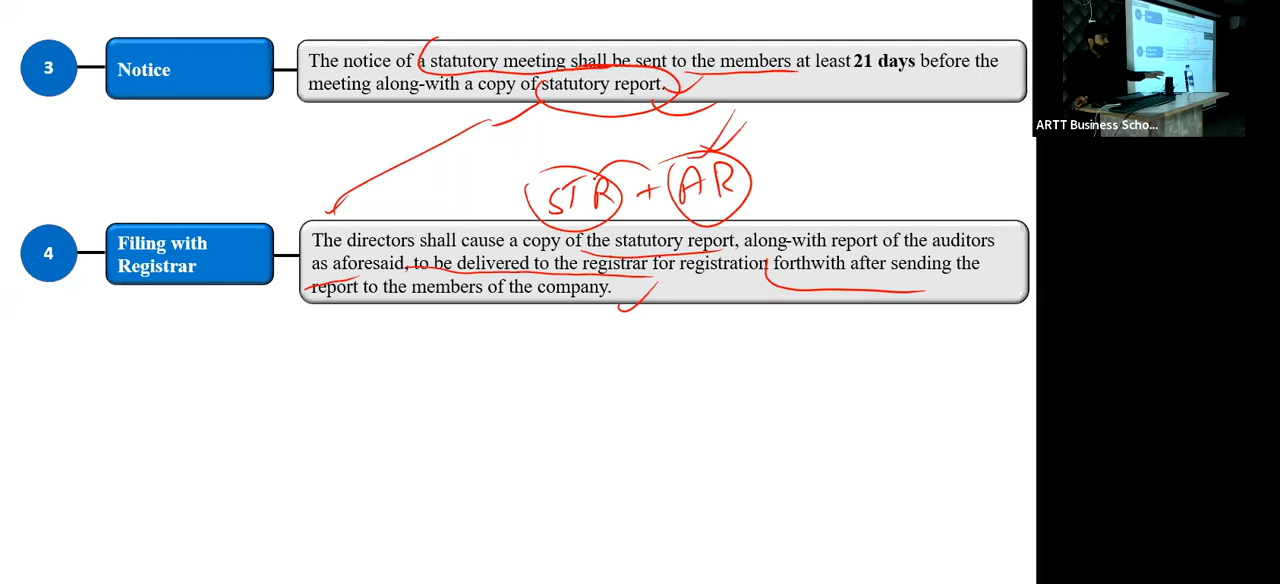 3
Notice
The notice of a statutory meeting shall be sent to the members at least 21 days before the
meeting along-with a copy of statutory report.
STR + AR
4
Filing with
Registrar
The directors shall cause a copy of the statutory report, along-with report of the auditors
as aforesaid, to be delivered to the registrar for registration forthwith after sending the
report to the members of the company.
ARTT Business Scho...